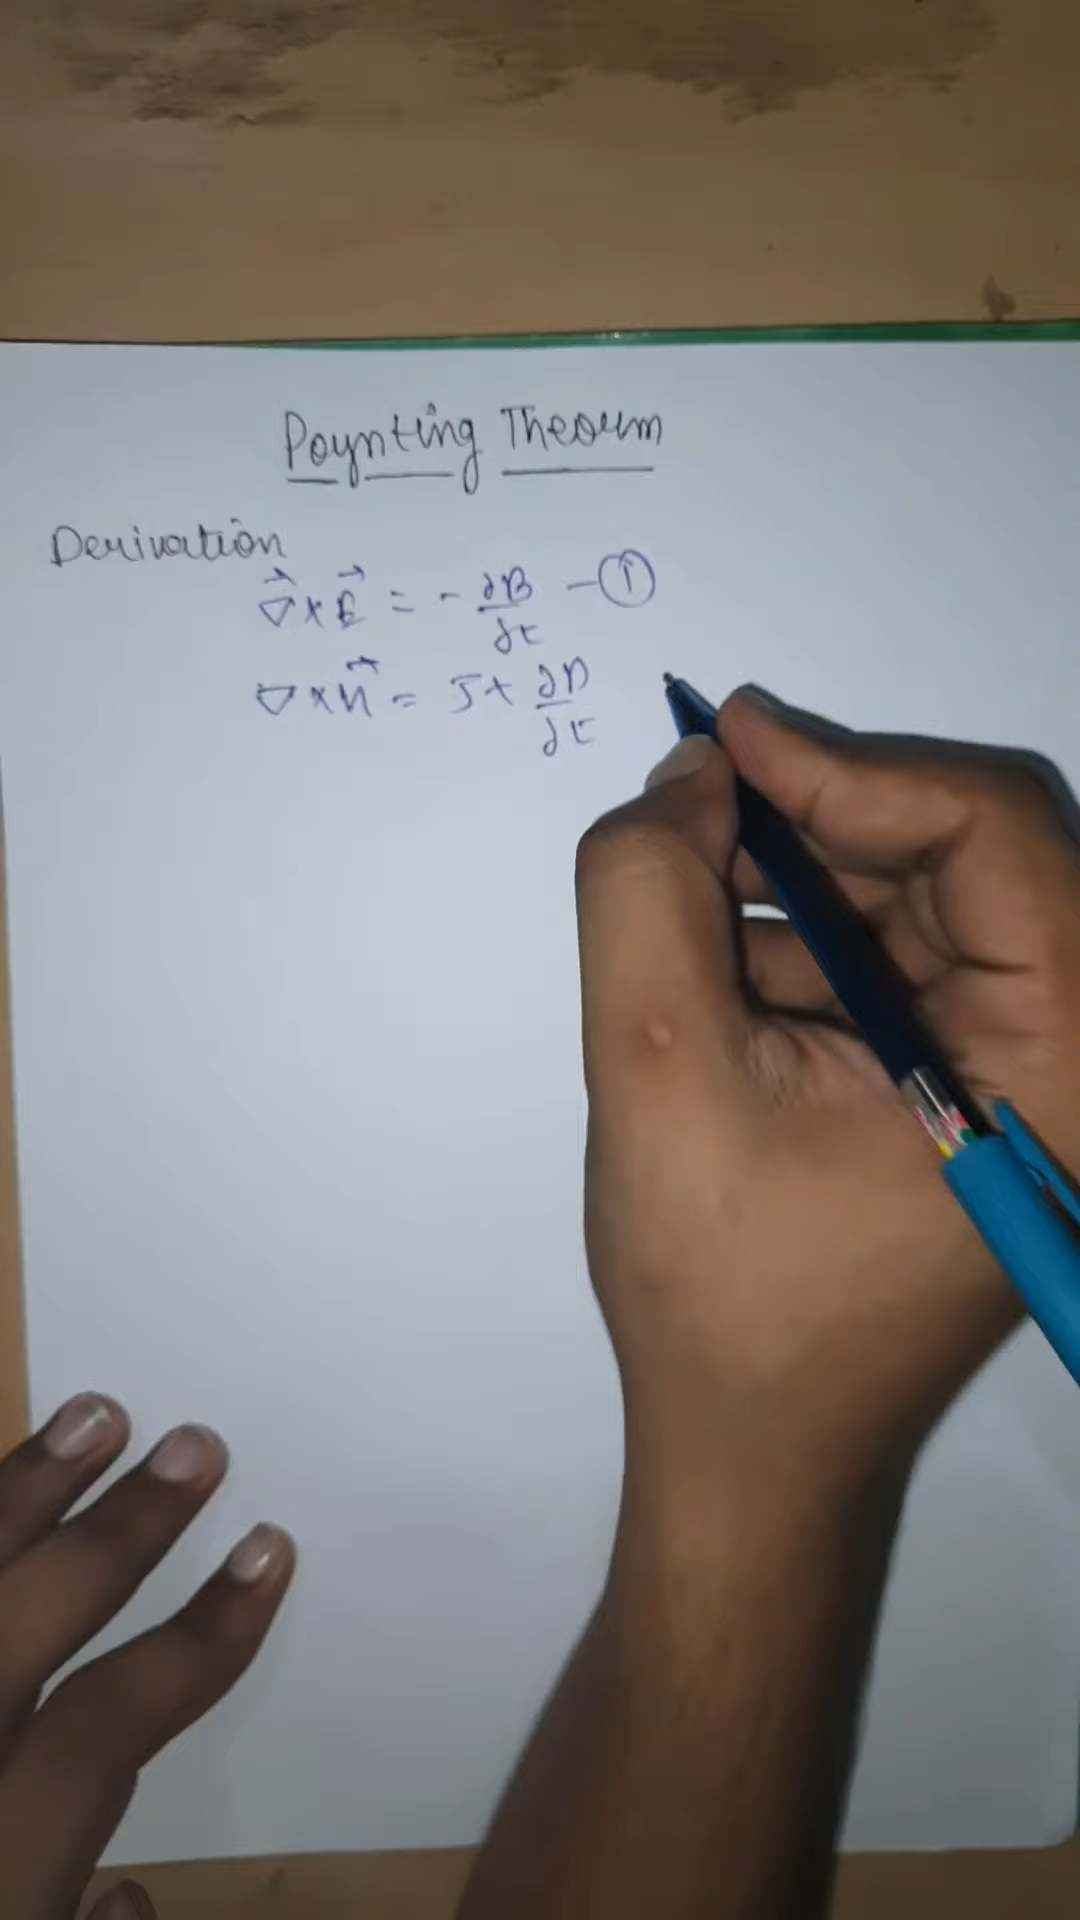 Poynting Theorem
Derivation
∇⃗ × E⃗ = - ∂B/∂t - ①
∇ × H⃗ = J + ∂D/∂t